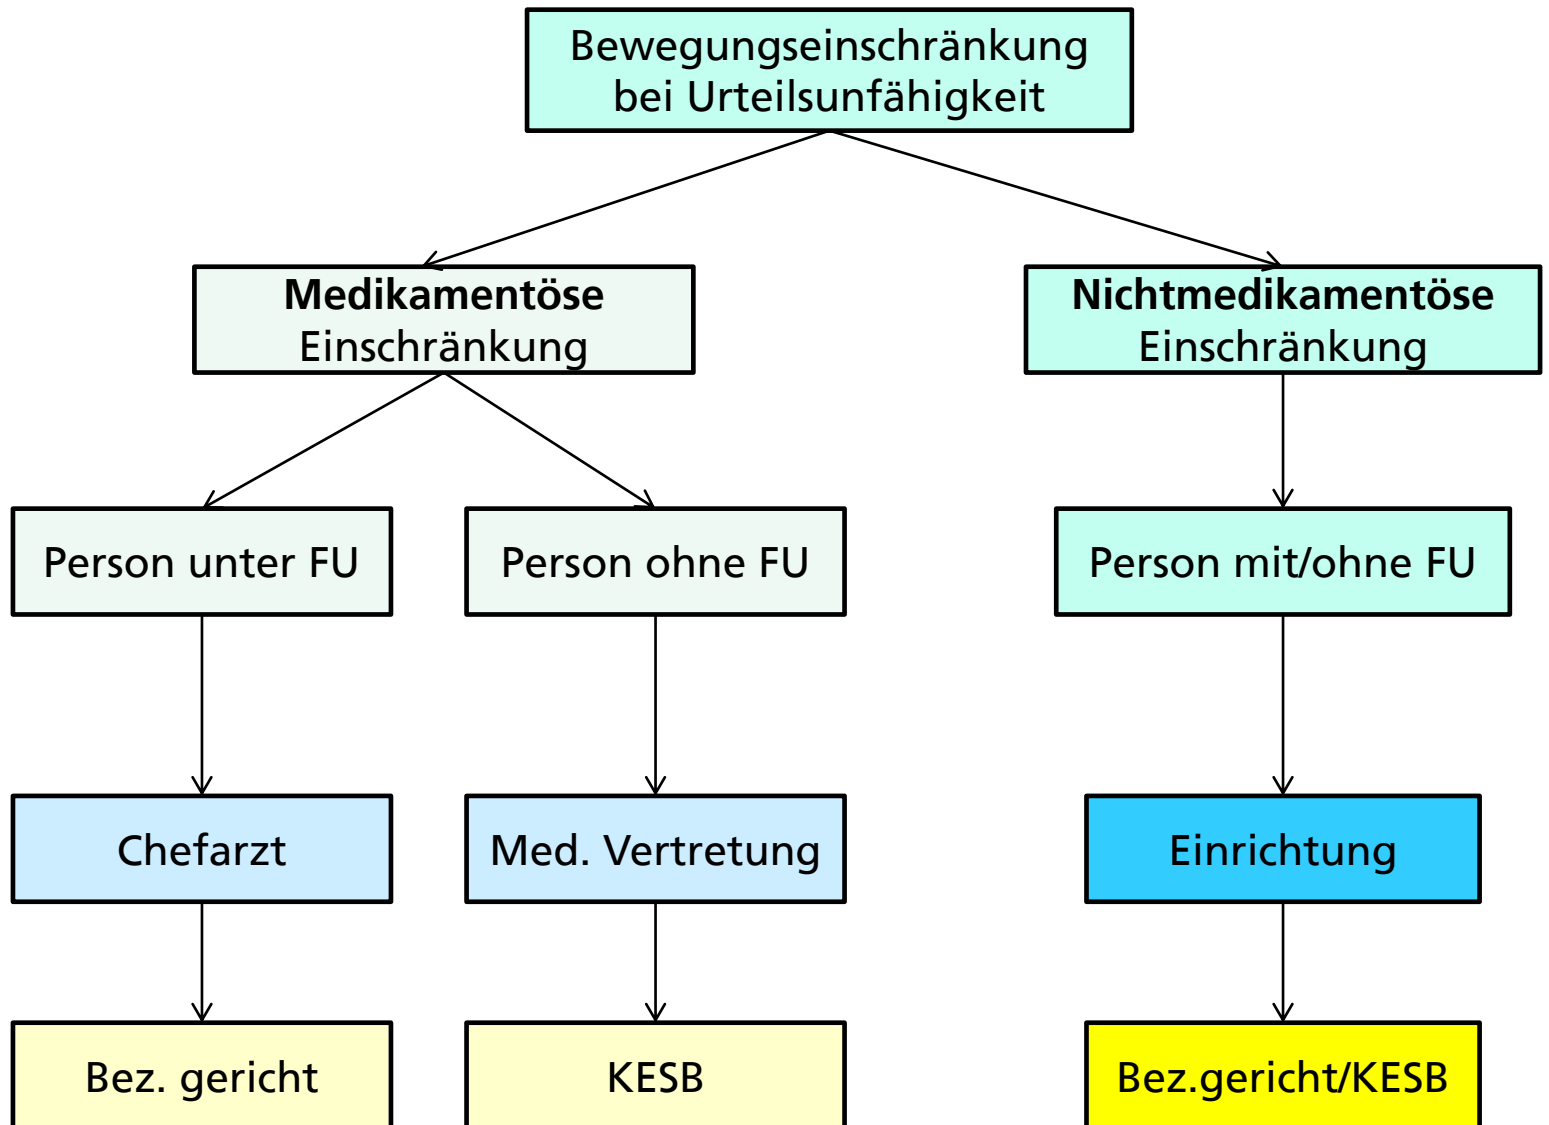 Bewegungseinschränkung
bei Urteilsunfähigkeit
Medikamentöse
Einschränkung
Nichtmedikamentöse
Einschränkung
Person unter FU
Person ohne FU
Person mit/ohne FU
Chefarzt
Med. Vertretung
Einrichtung
Bez. gericht
KESB
Bez.gericht/KESB